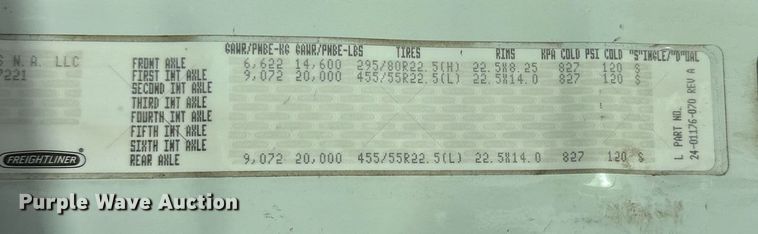 GAWR/PNBE-KG GAWR/PNBE-LBS TIRES RIMS KPA COLD PSI COLD "S"INGLE/"D"UAL
S N.A. LLC FRONT AXLE 6,622 14,600 295/80R22.5(H) 22.5X8.25 827 120 S
7221 FIRST INT AXLE 9,072 20,000 455/55R22.5(L) 22.5X14.0 827 120 S
SECOND INT AXLE
THIRD INT AXLE
FOURTH INT AXLE
FIFTH INT AXLE
SIXTH INT AXLE
FREIGHTLINER REAR AXLE 9,072 20,000 455/55R22.5(L) 22.5X14.0 827 120 S
L PART NO.
24-01176-070 REV A
Purple Wave Auction